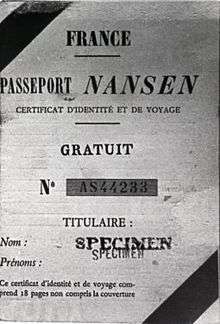 FRANCE
PASSEPORT NANSEN
CERTIFICAT D'IDENTITÉ ET DE VOYAGE
GRATUIT
N° AS44233
TITULAIRE :
Nom : SPECIMEN
SPECIMEN
Prénoms :
Ce certificat d'identité et de voyage com-
prend 18 pages non compris la couverture